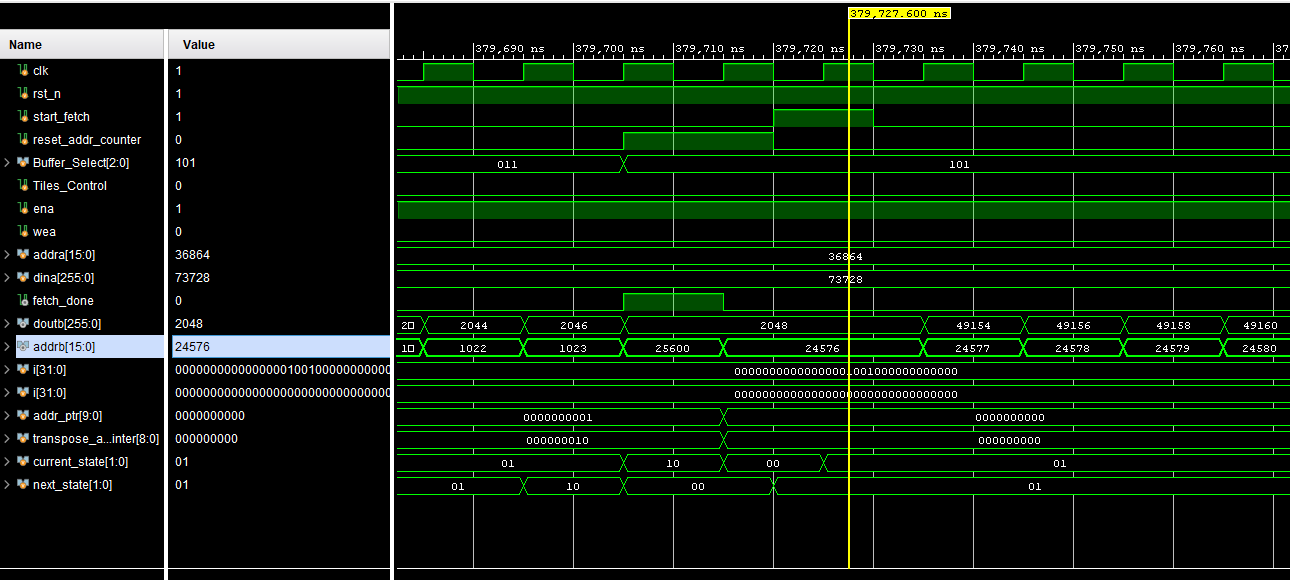 379,727.600 ns
Name Value
379,690 ns 379,700 ns 379,710 ns 379,720 ns 379,730 ns 379,740 ns 379,750 ns 379,760 ns 37
clk 1
rst_n 1
start_fetch 1
reset_addr_counter 0
Buffer_Select[2:0] 101 011 101
Tiles_Control 0
ena 1
wea 0
addra[15:0] 36864 36864
dina[255:0] 73728 73728
fetch_done 0
doutb[255:0] 2048 20 2044 2046 2048 49154 49156 49158 49160
addrb[15:0] 24576 10 1022 1023 25600 24576 24577 24578 24579 24580
i[31:0] 00000000000000001001000000000000 00000000000000001001000000000000
i[31:0] 00000000000000000000000000000000 00000000000000000000000000000000
addr_ptr[9:0] 0000000000 0000000001 0000000000
transpose_a...inter[8:0] 000000000 000000010 000000000
current_state[1:0] 01 01 10 00 01
next_state[1:0] 01 01 10 00 01